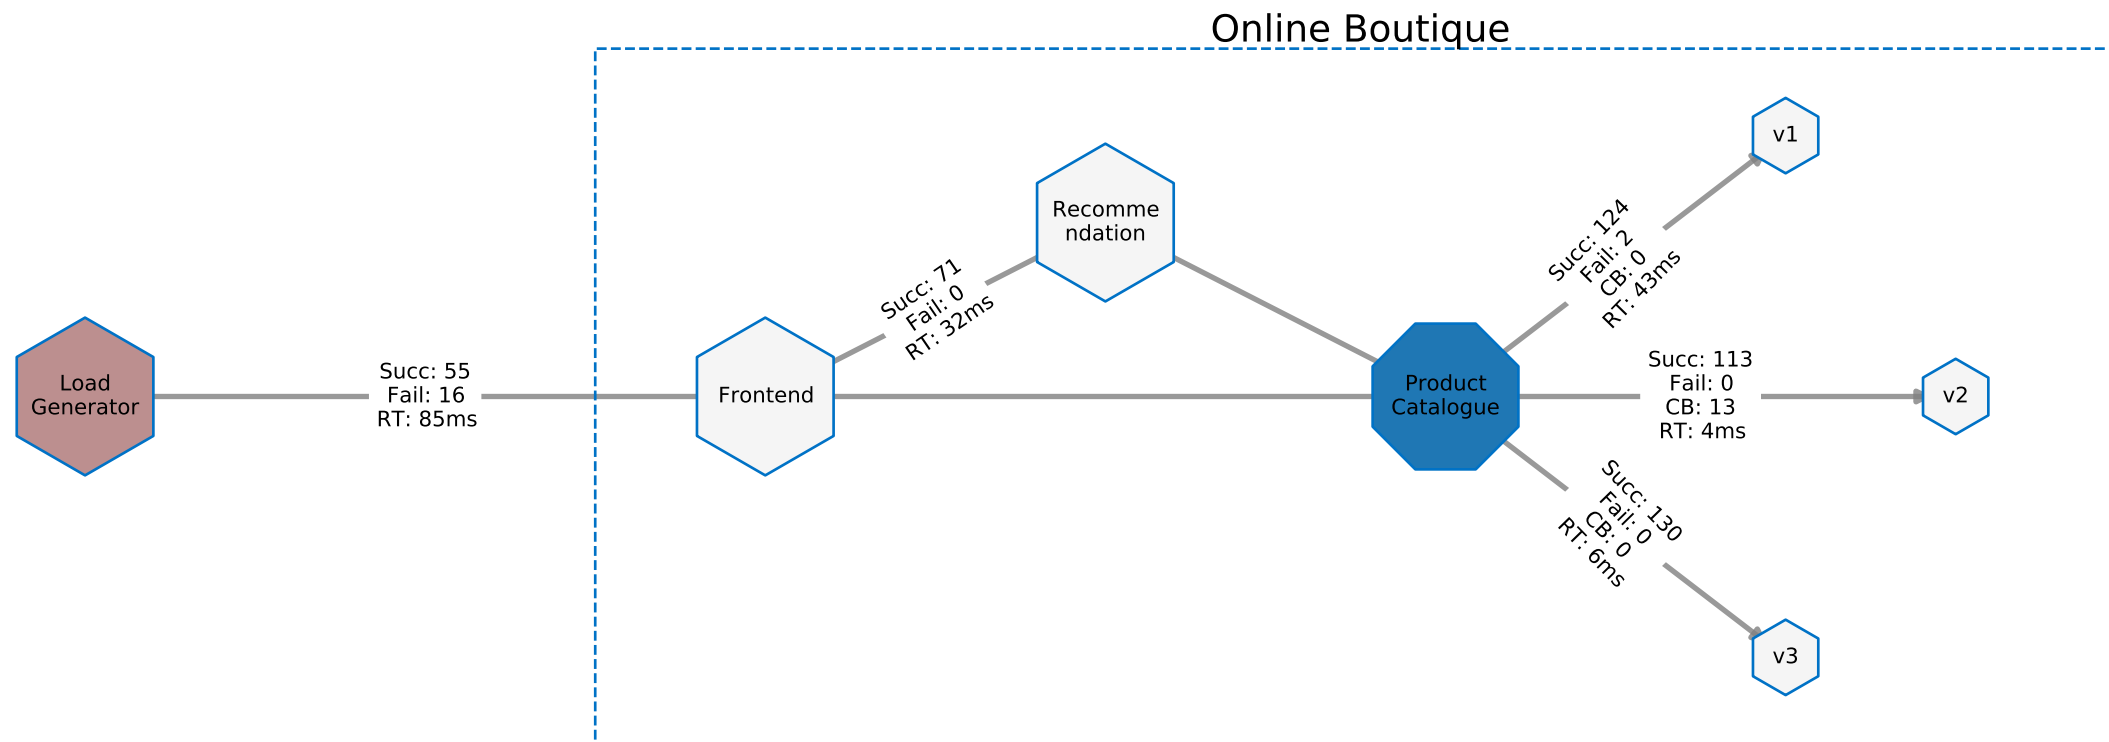 Online Boutique
Load
Generator
Succ: 55
Fail: 16
RT: 85ms
Frontend
Succ: 71
Fail: 0
RT: 32ms
Recomme
ndation
Product
Catalogue
Succ: 124
Fail: 2
CB: 0
RT: 43ms
v1
Succ: 113
Fail: 0
CB: 13
RT: 4ms
v2
Succ: 130
Fail: 0
CB: 0
RT: 6ms
v3